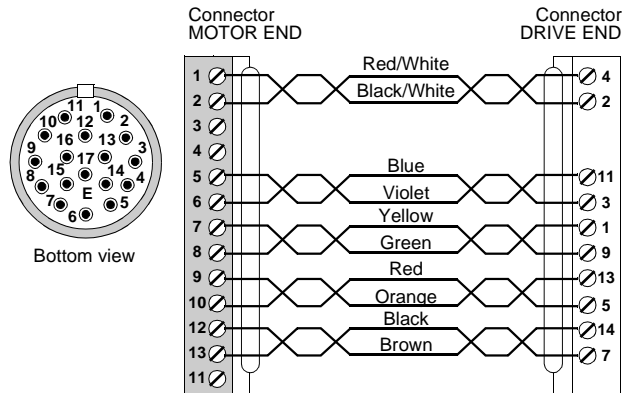 Connector
MOTOR END
Connector
DRIVE END
1 Red/White 4
2 Black/White 2
3
4
5 Blue 11
6 Violet 3
7 Yellow 1
8 Green 9
9 Red 13
10 Orange 5
12 Black 14
13 Brown 7
11
11 1
10 12 2
16 13
9 3
17
8 15 14 4
E
7 5
6
Bottom view